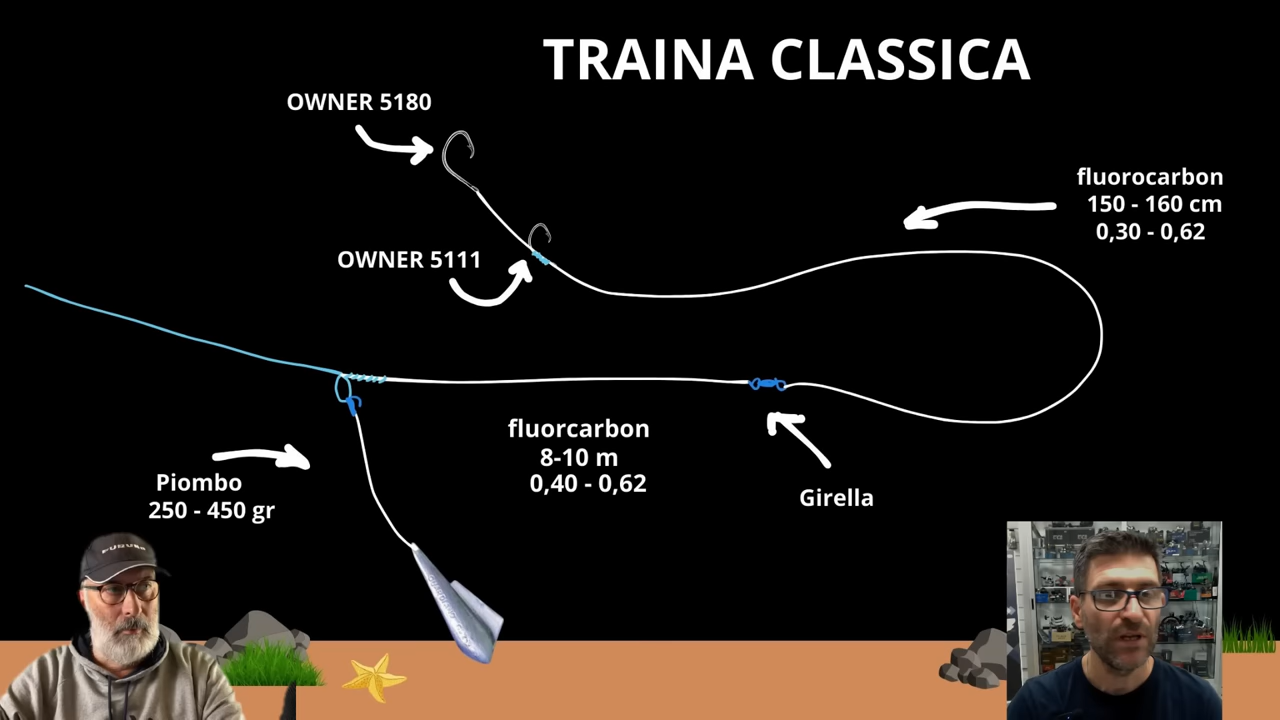 TRAINA CLASSICA
OWNER 5180
fluorocarbon
150 - 160 cm
0,30 - 0,62
OWNER 5111
fluorcarbon
8-10 m
0,40 - 0,62
Piombo
250 - 450 gr
Girella